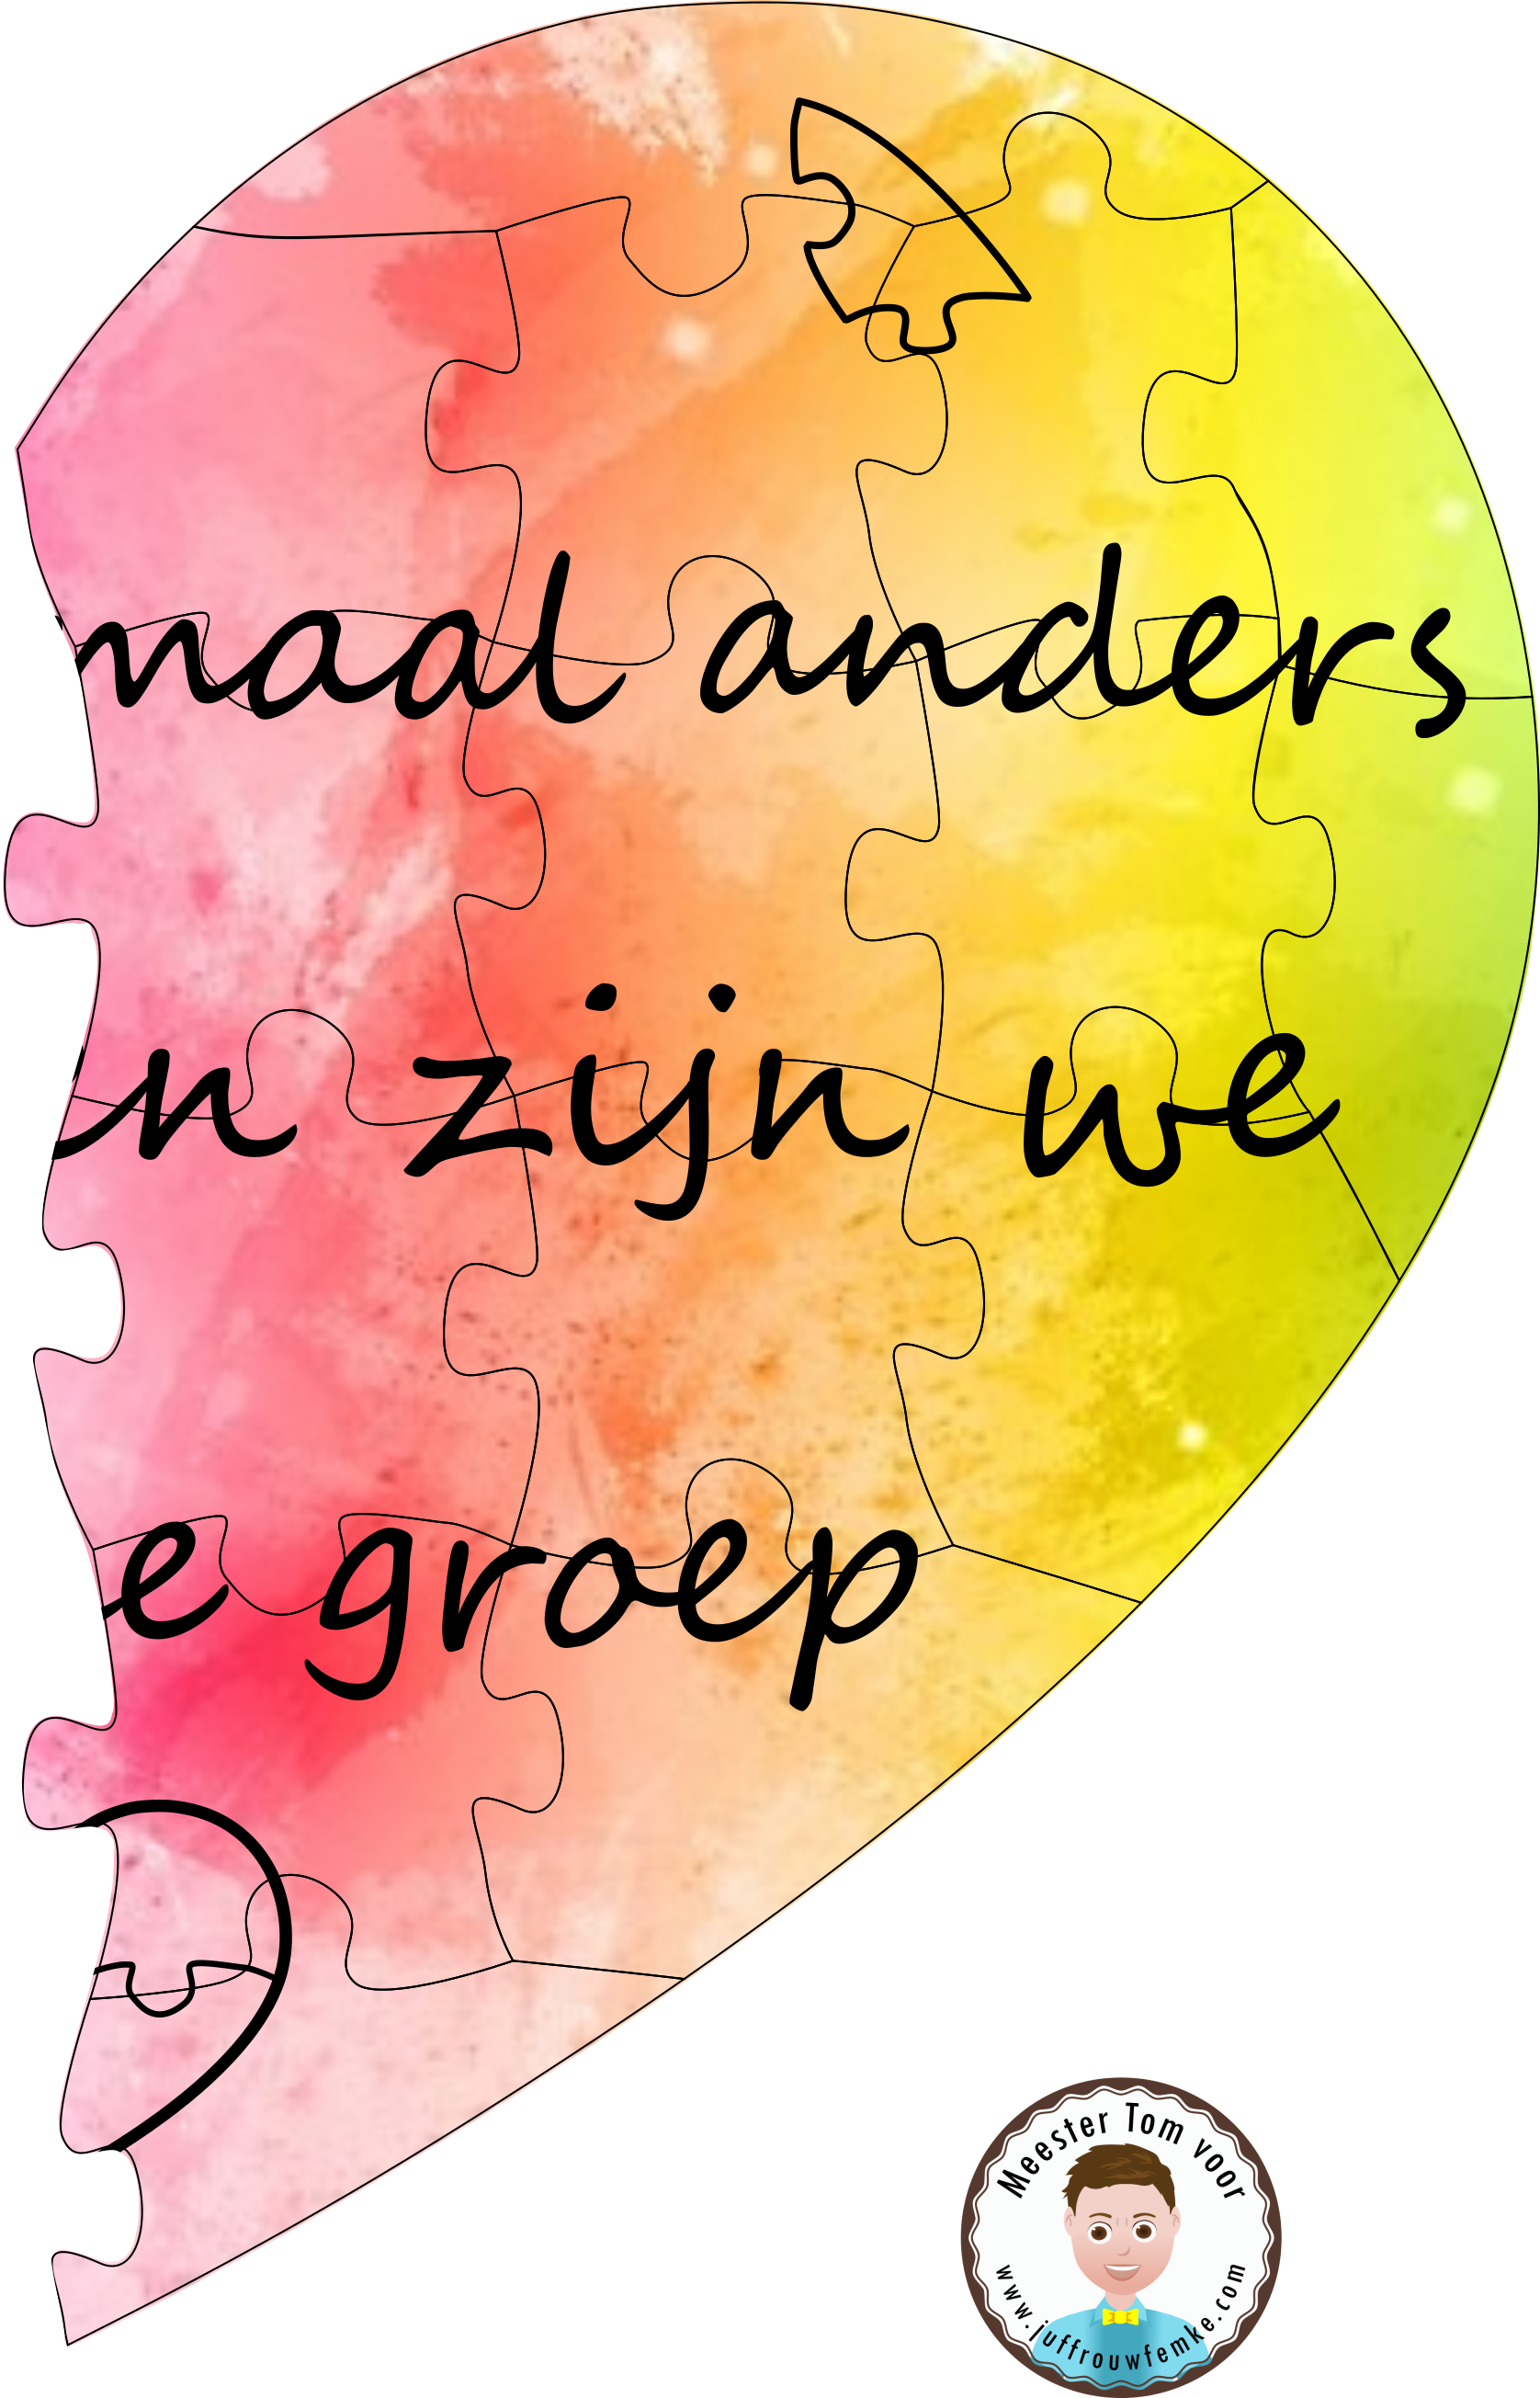 maal anders
n zijn we
e groep
Meester Tom voor
www.juffrouwfemke.com